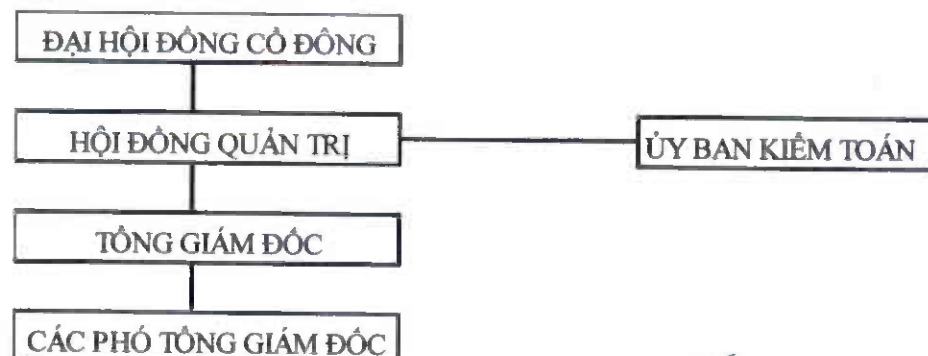 ĐẠI HỘI ĐỒNG CỔ ĐÔNG
HỘI ĐỒNG QUẢN TRỊ
ỦY BAN KIỂM TOÁN
TỔNG GIÁM ĐỐC
CÁC PHÓ TỔNG GIÁM ĐỐC